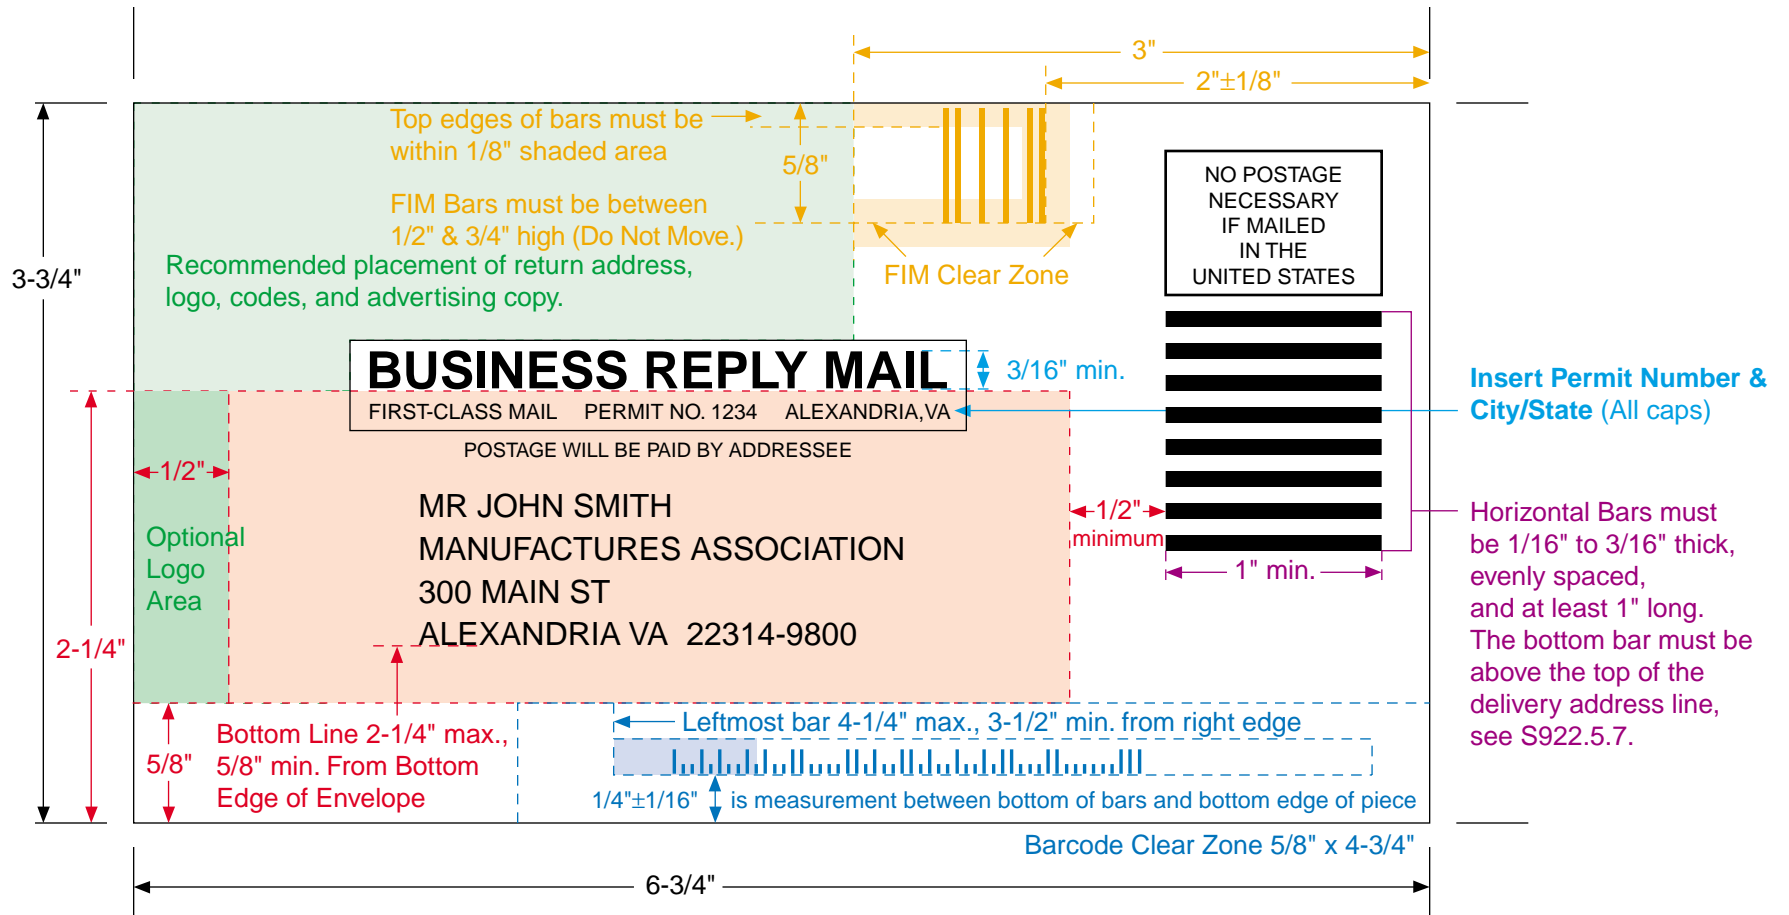 3"
2"±1/8"
Top edges of bars must be
within 1/8" shaded area
5/8"
FIM Bars must be between
1/2" & 3/4" high (Do Not Move.)
FIM Clear Zone
NO POSTAGE
NECESSARY
IF MAILED
IN THE
UNITED STATES
3-3/4"
Recommended placement of return address,
logo, codes, and advertising copy.
BUSINESS REPLY MAIL
3/16" min.
FIRST-CLASS MAIL PERMIT NO. 1234 ALEXANDRIA,VA
Insert Permit Number &
City/State (All caps)
POSTAGE WILL BE PAID BY ADDRESSEE
1/2"
MR JOHN SMITH
MANUFACTURES ASSOCIATION
300 MAIN ST
ALEXANDRIA VA 22314-9800
Optional
Logo
Area
1/2"
minimum
1" min.
Horizontal Bars must
be 1/16" to 3/16" thick,
evenly spaced,
and at least 1" long.
The bottom bar must be
above the top of the
delivery address line,
see S922.5.7.
2-1/4"
5/8"
Bottom Line 2-1/4" max.,
5/8" min. From Bottom
Edge of Envelope
Leftmost bar 4-1/4" max., 3-1/2" min. from right edge
1/4"±1/16" is measurement between bottom of bars and bottom edge of piece
Barcode Clear Zone 5/8" x 4-3/4"
6-3/4"